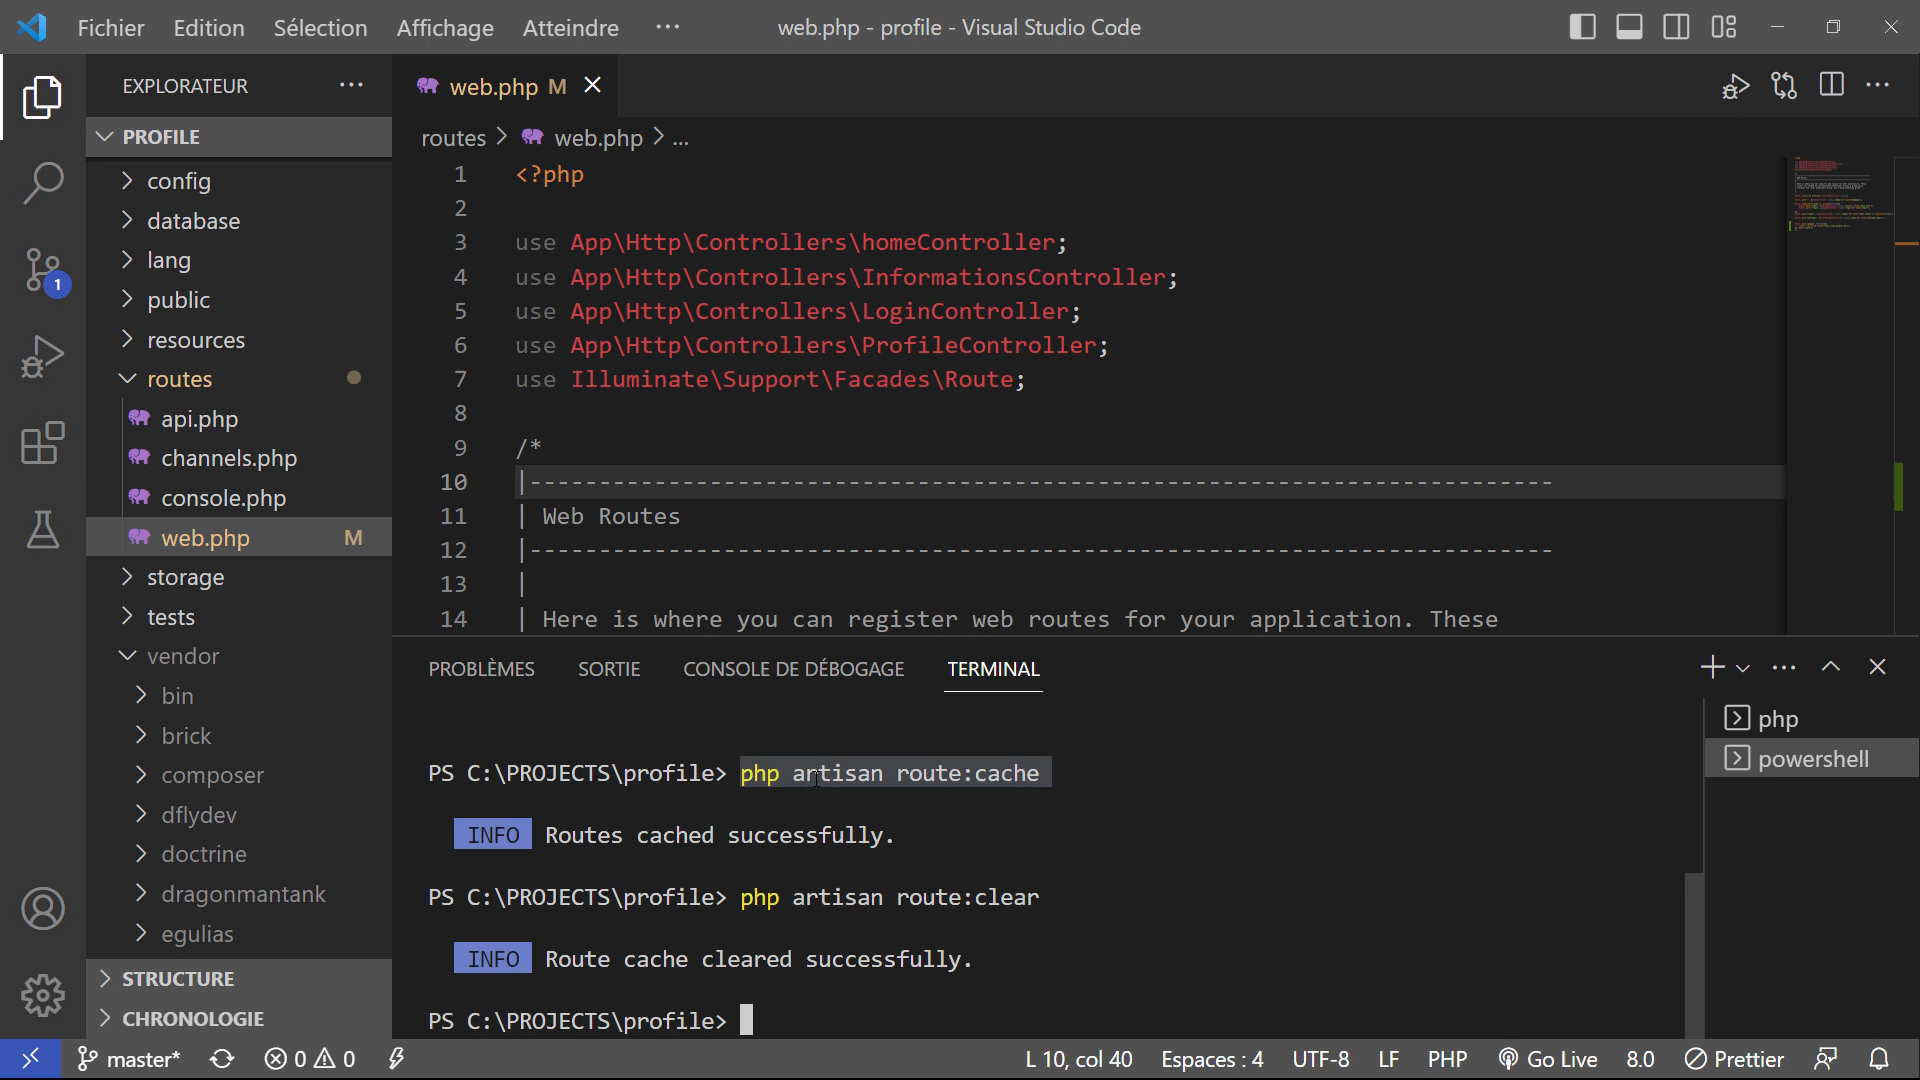 Fichier Edition Sélection Affichage Atteindre ··· web.php - profile - Visual Studio Code
EXPLORATEUR ···
web.php M
PROFILE
routes > web.php > ...
config
database
lang
public
resources
routes
api.php
channels.php
console.php
web.php M
storage
tests
vendor
bin
brick
composer
dflydev
doctrine
dragonmantank
egulias
STRUCTURE
CHRONOLOGIE
1
1 <?php
2
3 use App\Http\Controllers\homeController;
4 use App\Http\Controllers\InformationsController;
5 use App\Http\Controllers\LoginController;
6 use App\Http\Controllers\ProfileController;
7 use Illuminate\Support\Facades\Route;
8
9 /*
10 |--------------------------------------------------------------------------
11 | Web Routes
12 |--------------------------------------------------------------------------
13 |
14 | Here is where you can register web routes for your application. These
PROBLÈMES SORTIE CONSOLE DE DÉBOGAGE TERMINAL
PS C:\PROJECTS\profile> php artisan route:cache
INFO Routes cached successfully.
PS C:\PROJECTS\profile> php artisan route:clear
INFO Route cache cleared successfully.
PS C:\PROJECTS\profile>
php
powershell
master* 0 0 L 10, col 40 Espaces : 4 UTF-8 LF PHP Go Live 8.0 Prettier